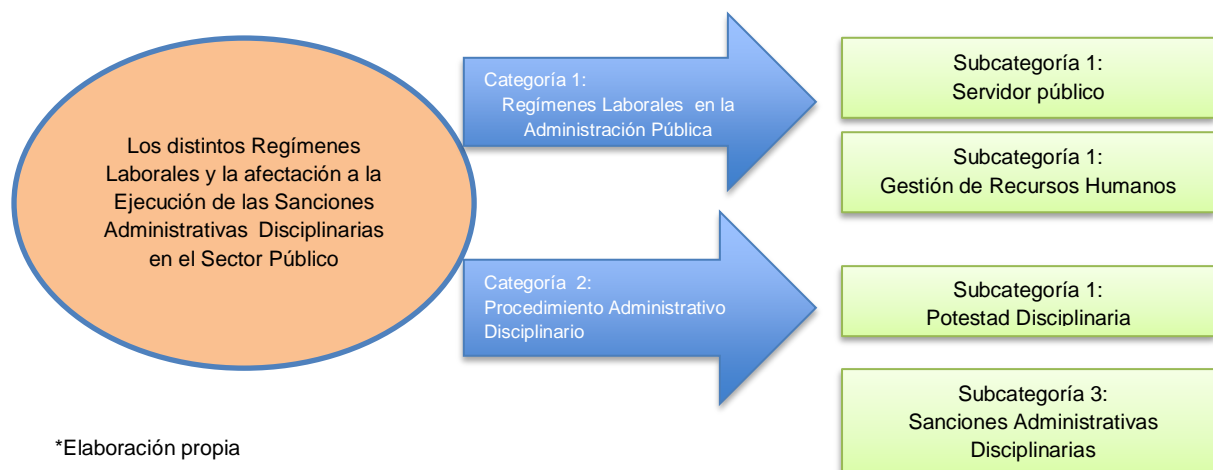 Los distintos Regímenes
Laborales y la afectación a la
Ejecución de las Sanciones
Administrativas Disciplinarias
en el Sector Público
Categoría 1:
Regímenes Laborales en la
Administración Pública
Subcategoría 1:
Servidor público
Subcategoría 1:
Gestión de Recursos Humanos
Categoría 2:
Procedimiento Administrativo
Disciplinario
Subcategoría 1:
Potestad Disciplinaria
Subcategoría 3:
Sanciones Administrativas
Disciplinarias
*Elaboración propia